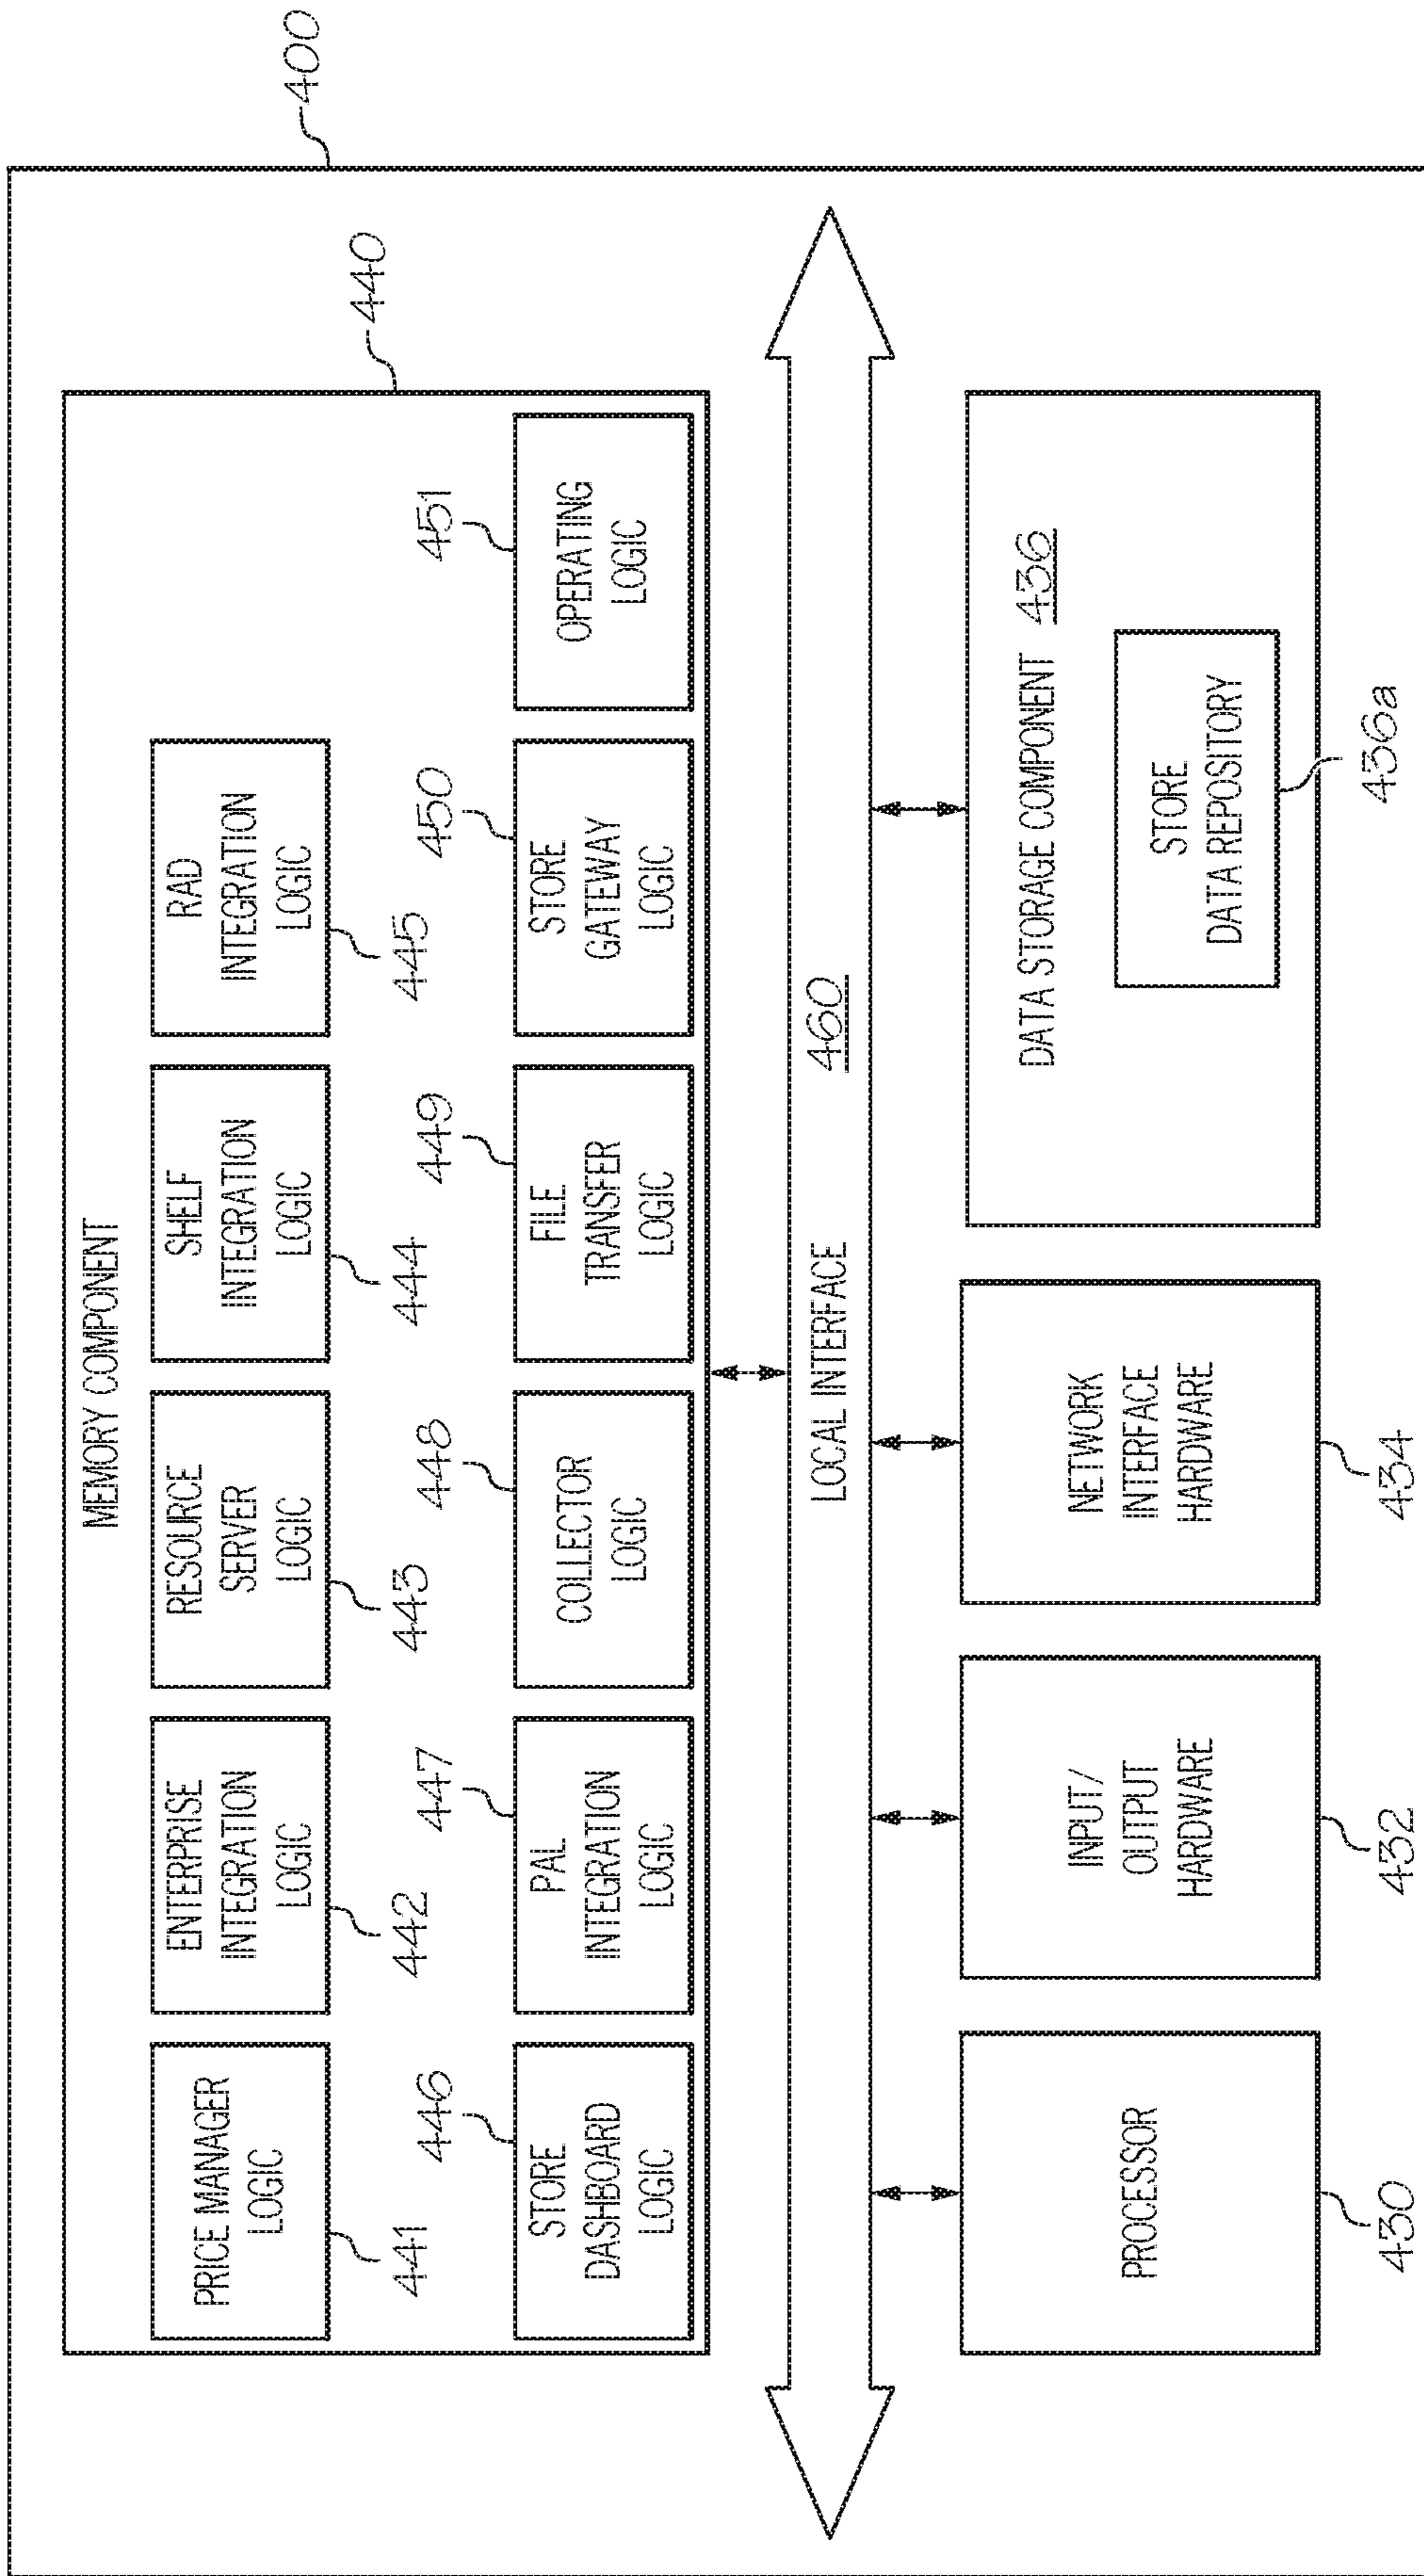 400
440
MEMORY COMPONENT
PRICE MANAGER
LOGIC
441
ENTERPRISE
INTEGRATION
LOGIC
442
RESOURCE
SERVER
LOGIC
443
SHELF
INTEGRATION
LOGIC
444
RAD
INTEGRATION
LOGIC
445
446
STORE
DASHBOARD
LOGIC
447
PAL
INTEGRATION
LOGIC
448
COLLECTOR
LOGIC
449
FILE
TRANSFER
LOGIC
450
STORE
GATEWAY
LOGIC
451
OPERATING
LOGIC
LOCAL INTERFACE 460
PROCESSOR
430
INPUT/
OUTPUT
HARDWARE
432
NETWORK
INTERFACE
HARDWARE
434
DATA STORAGE COMPONENT 436
STORE
DATA REPOSITORY
436a